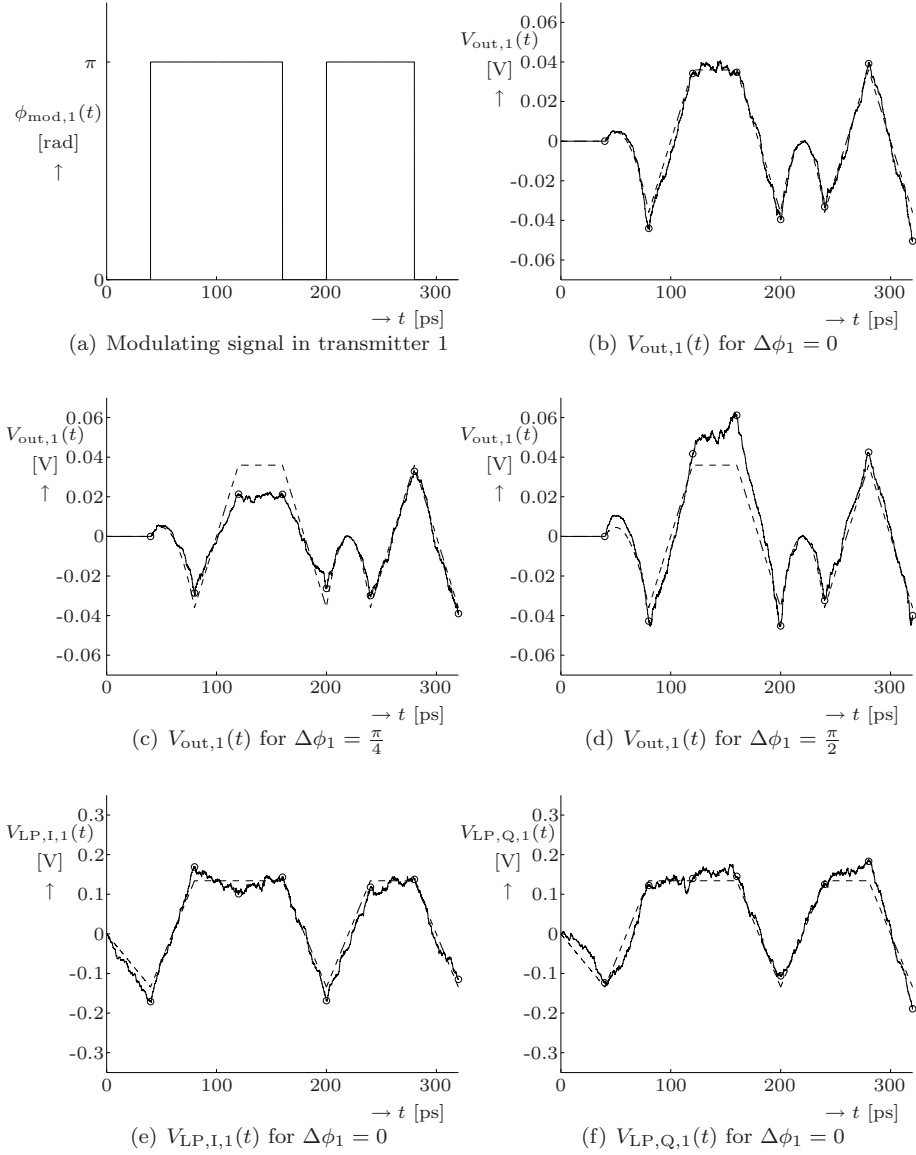 π
ϕmod,1(t)
[rad]
↑
0
0 100 200 300
→ t [ps]
(a) Modulating signal in transmitter 1
0.06
Vout,1(t)
[V]
↑
0.04
0.02
0
-0.02
-0.04
-0.06
0 100 200 300
→ t [ps]
(b) Vout,1(t) for Δϕ1 = 0
0.06
Vout,1(t)
[V]
↑
0.04
0.02
0
-0.02
-0.04
-0.06
0 100 200 300
→ t [ps]
(c) Vout,1(t) for Δϕ1 = π/4
0.06
Vout,1(t)
[V]
↑
0.04
0.02
0
-0.02
-0.04
-0.06
0 100 200 300
→ t [ps]
(d) Vout,1(t) for Δϕ1 = π/2
0.3
VLP,I,1(t)
[V]
↑
0.2
0.1
0
-0.1
-0.2
-0.3
0 100 200 300
→ t [ps]
(e) VLP,I,1(t) for Δϕ1 = 0
0.3
VLP,Q,1(t)
[V]
↑
0.2
0.1
0
-0.1
-0.2
-0.3
0 100 200 300
→ t [ps]
(f) VLP,Q,1(t) for Δϕ1 = 0